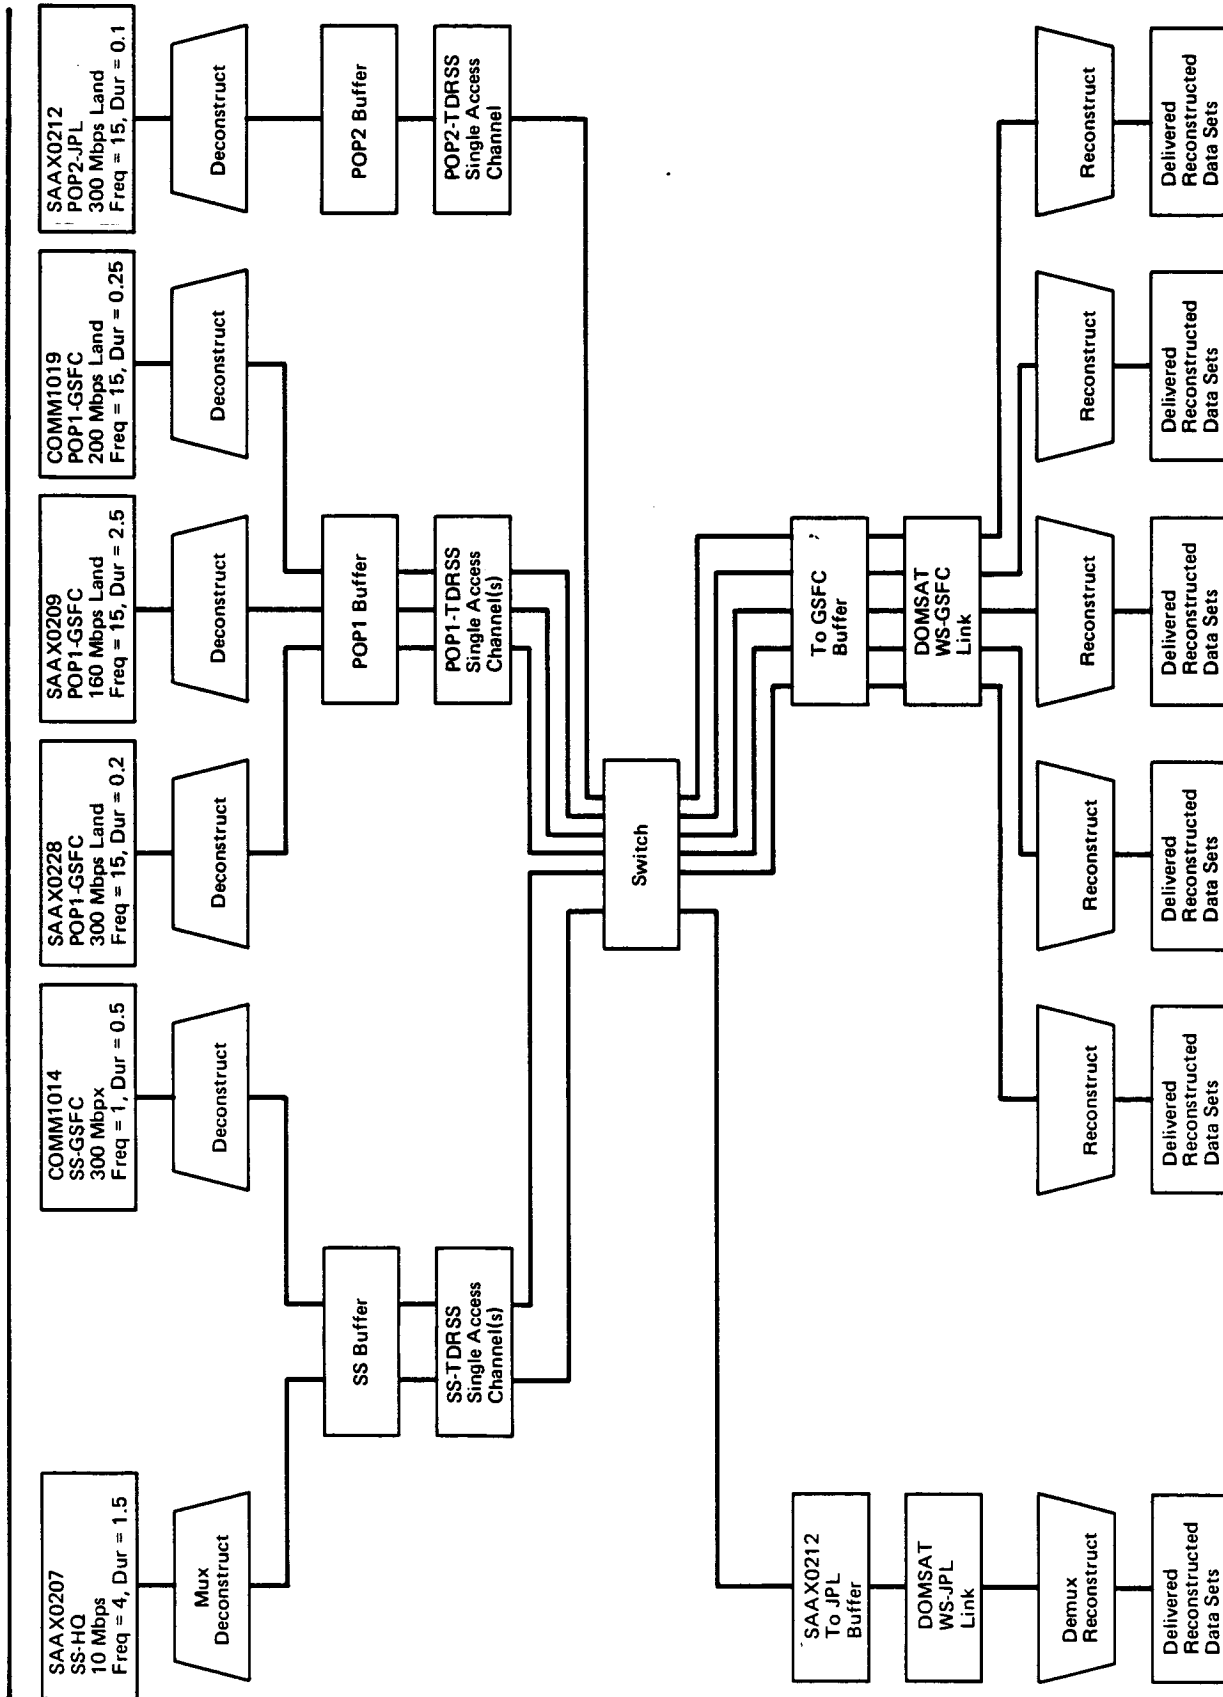 SAAX0207
SS-HQ
10 Mbps
Freq = 4, Dur = 1.5
COMM1014
SS-GSFC
300 Mbpx
Freq = 1, Dur = 0.5
SAAX0228
POP1-GSFC
300 Mbps Land
Freq = 15, Dur = 0.2
SAAX0209
POP1-GSFC
160 Mbps Land
Freq = 15, Dur = 2.5
COMM1019
POP1-GSFC
200 Mbps Land
Freq = 15, Dur = 0.25
SAAX0212
POP2-JPL
300 Mbps Land
Freq = 15, Dur = 0.1
Mux
Deconstruct
Deconstruct
Deconstruct
Deconstruct
Deconstruct
Deconstruct
SS Buffer
POP1 Buffer
POP2 Buffer
SS-TDRSS
Single Access
Channel(s)
POP1-TDRSS
Single Access
Channel(s)
POP2-TDRSS
Single Access
Channel
Switch
SAAX0212
To JPL
Buffer
To GSFC
Buffer
DOMSAT
WS-JPL
Link
DOMSAT
WS-GSFC
Link
Demux
Reconstruct
Reconstruct
Reconstruct
Reconstruct
Reconstruct
Reconstruct
Delivered
Reconstructed
Data Sets
Delivered
Reconstructed
Data Sets
Delivered
Reconstructed
Data Sets
Delivered
Reconstructed
Data Sets
Delivered
Reconstructed
Data Sets
Delivered
Reconstructed
Data Sets